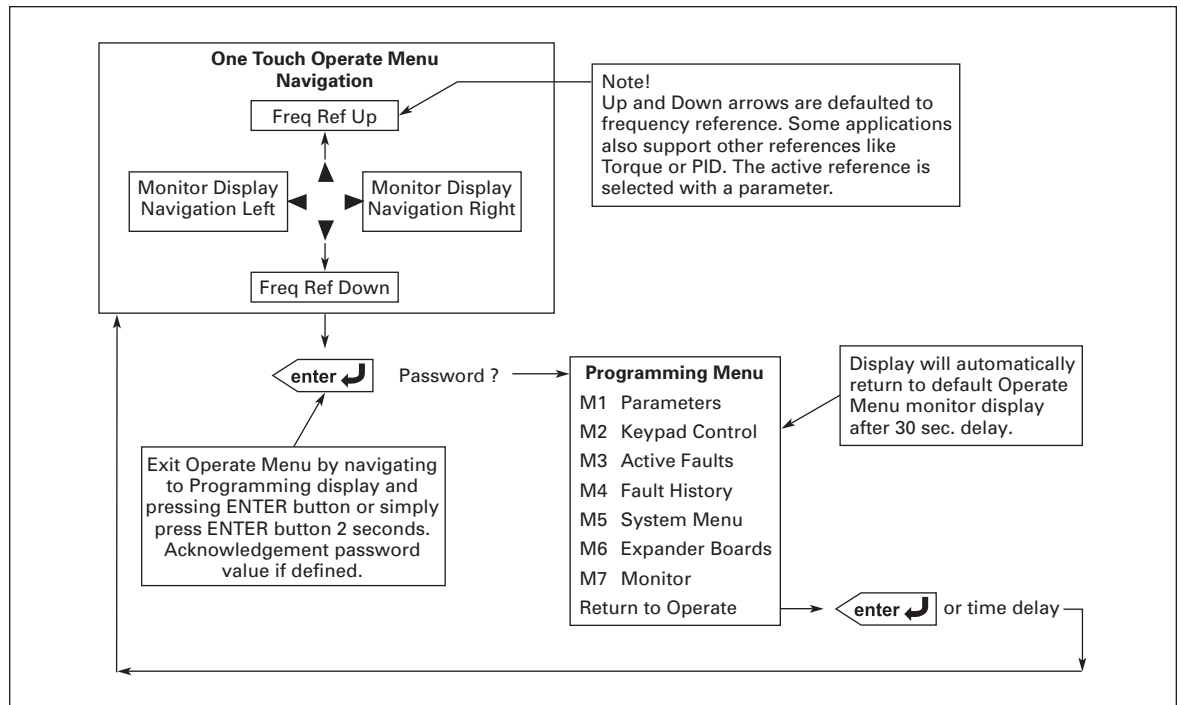 One Touch Operate Menu
Navigation
Freq Ref Up
Monitor Display
Navigation Left
Monitor Display
Navigation Right
Freq Ref Down
Note!
Up and Down arrows are defaulted to
frequency reference. Some applications
also support other references like
Torque or PID. The active reference is
selected with a parameter.
enter
Password ?
Exit Operate Menu by navigating
to Programming display and
pressing ENTER button or simply
press ENTER button 2 seconds.
Acknowledgement password
value if defined.
Programming Menu
M1 Parameters
M2 Keypad Control
M3 Active Faults
M4 Fault History
M5 System Menu
M6 Expander Boards
M7 Monitor
Return to Operate
Display will automatically
return to default Operate
Menu monitor display
after 30 sec. delay.
enter
or time delay